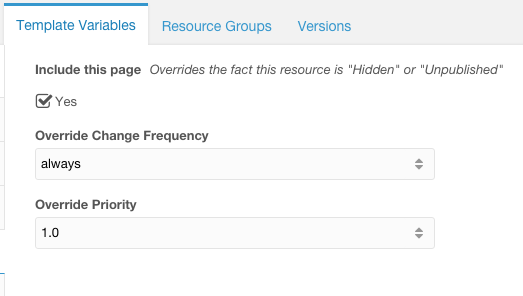 Template Variables Resource Groups Versions
Include this page Overrides the fact this resource is "Hidden" or "Unpublished"
Yes
Override Change Frequency
always
Override Priority
1.0